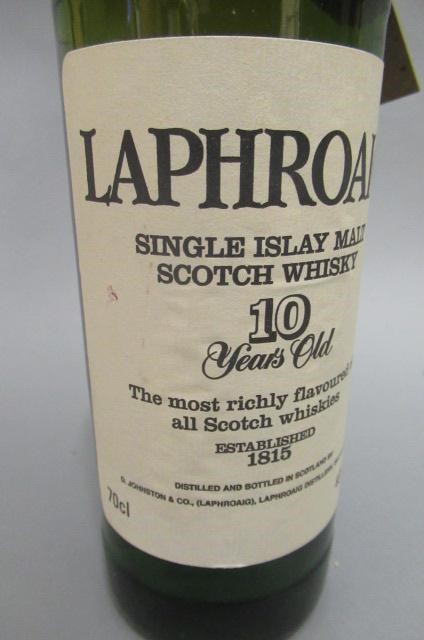 LAPHROAI
SINGLE ISLAY MALT
SCOTCH WHISKY
10
Years Old
The most richly flavoured
all Scotch whiskies
ESTABLISHED
1815
DISTILLED AND BOTTLED IN SCOTLAND BY
D. JOHNSTON & CO., (LAPHROAIG), LAPHROAIG DISTILLERY,
70cl